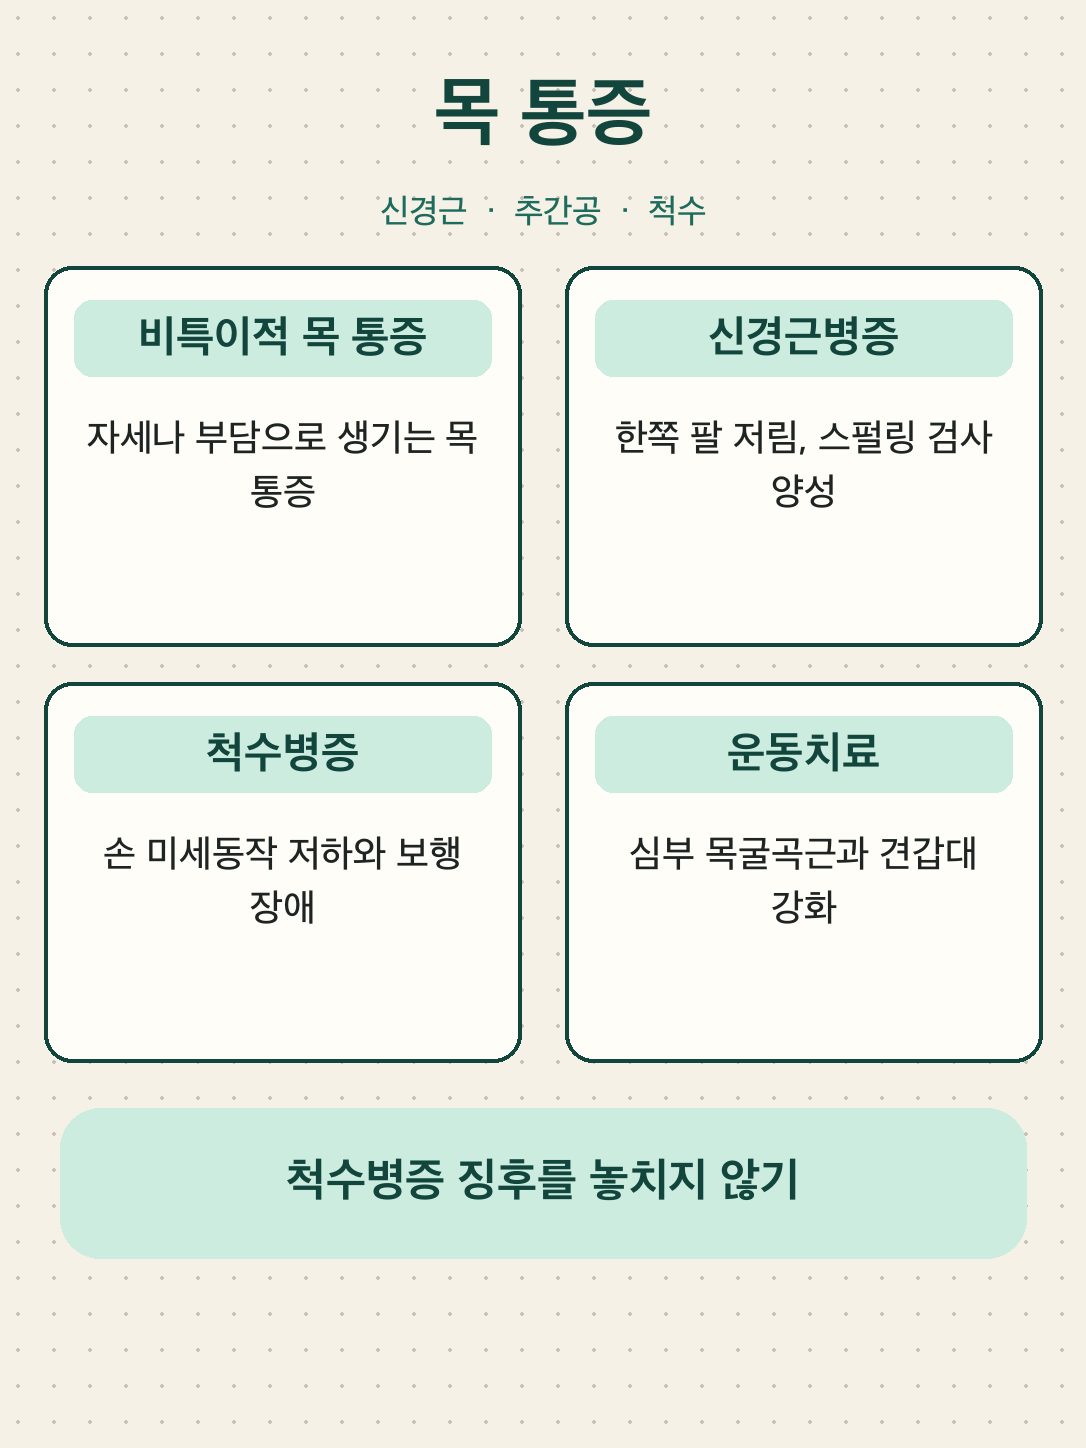 목 통증
신경근 · 추간공 · 척수
비특이적 목 통증
자세나 부담으로 생기는 목
통증
신경근병증
한쪽 팔 저림, 스펄링 검사
양성
척수병증
손 미세동작 저하와 보행
장애
운동치료
심부 목굴곡근과 견갑대
강화
척수병증 징후를 놓치지 않기